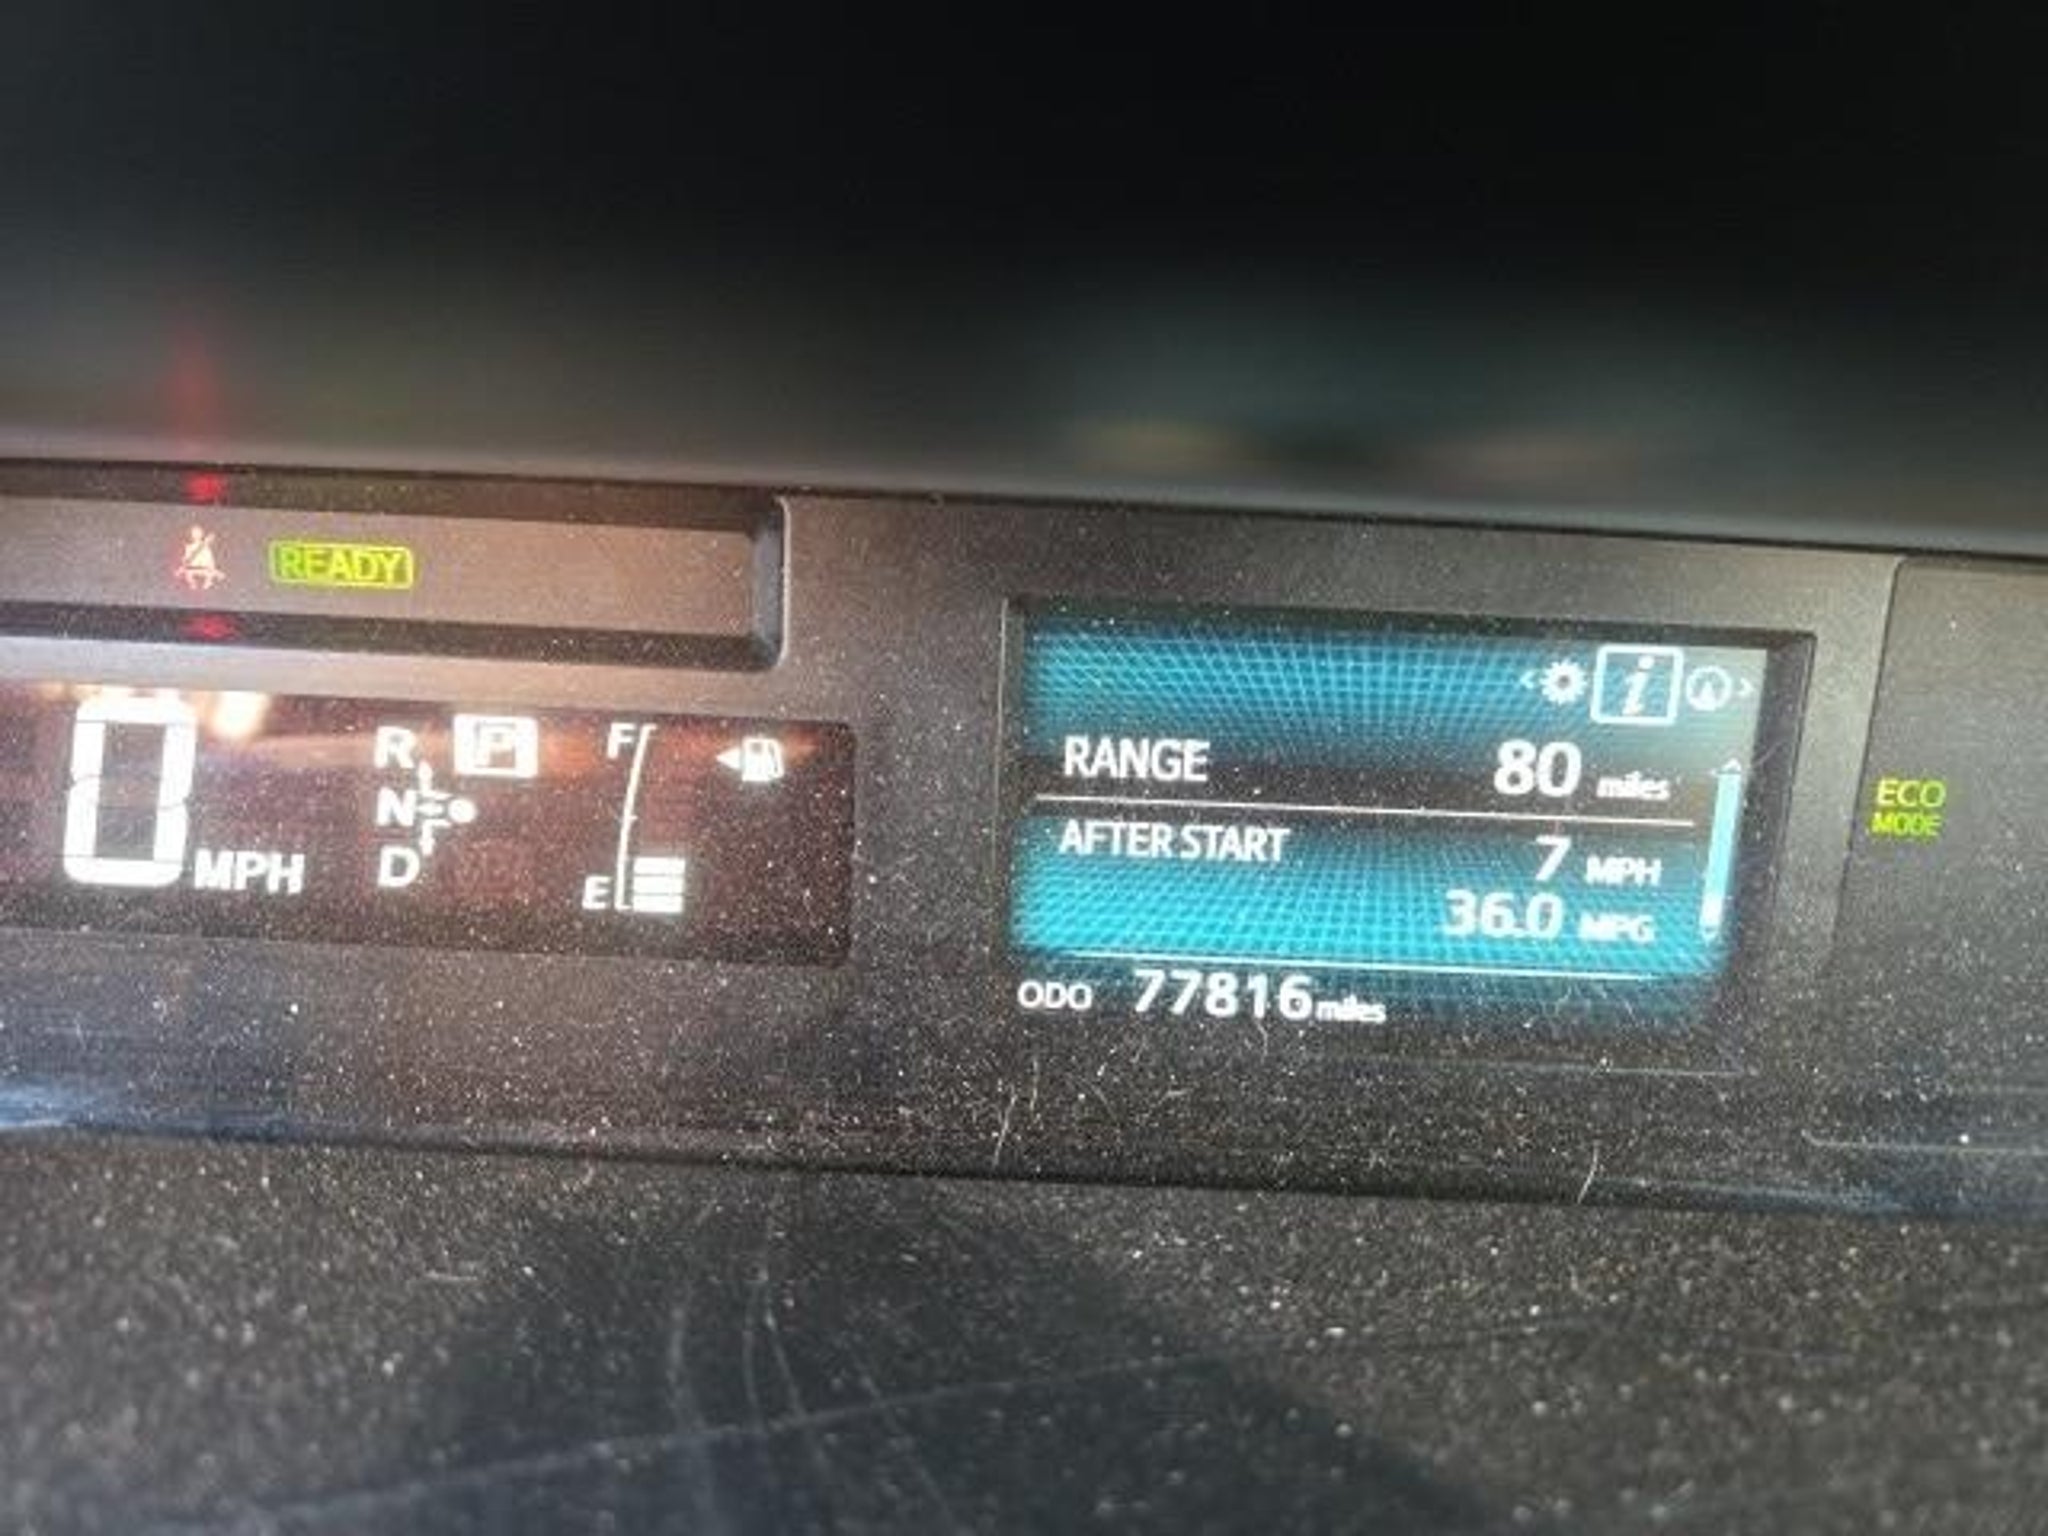 READY
0 MPH
R P
N
D
F
E
i
RANGE 80 miles
AFTER START 7 MPH
36.0 MPG
ODO 77816 miles
ECO
MODE